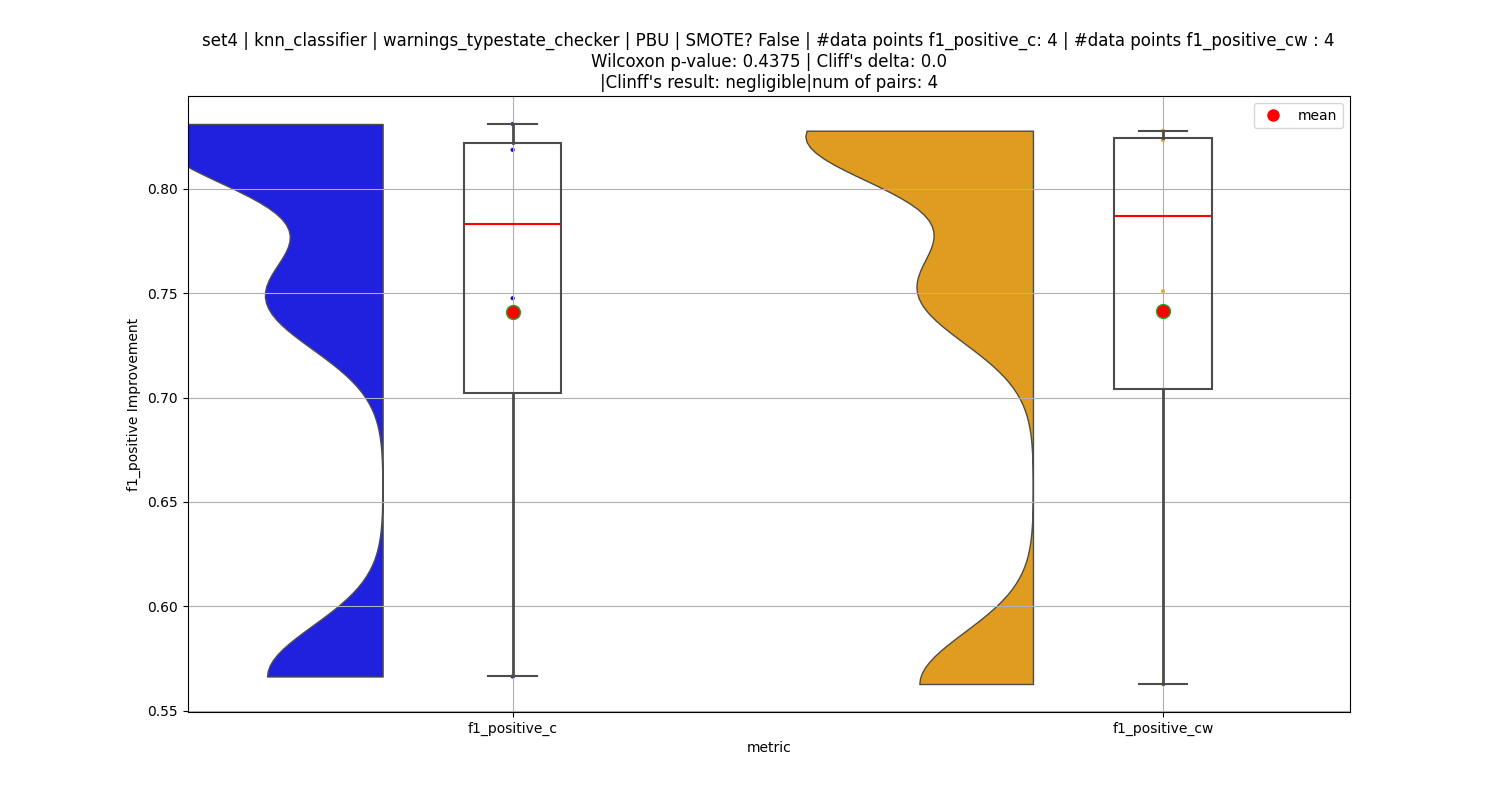 set4 | knn_classifier | warnings_typestate_checker | PBU | SMOTE? False | #data points f1_positive_c: 4 | #data points f1_positive_cw : 4
Wilcoxon p-value: 0.4375 | Cliff's delta: 0.0
|Clinff's result: negligible|num of pairs: 4
mean
f1_positive Improvement
0.80
0.75
0.70
0.65
0.60
0.55
f1_positive_c
f1_positive_cw
metric